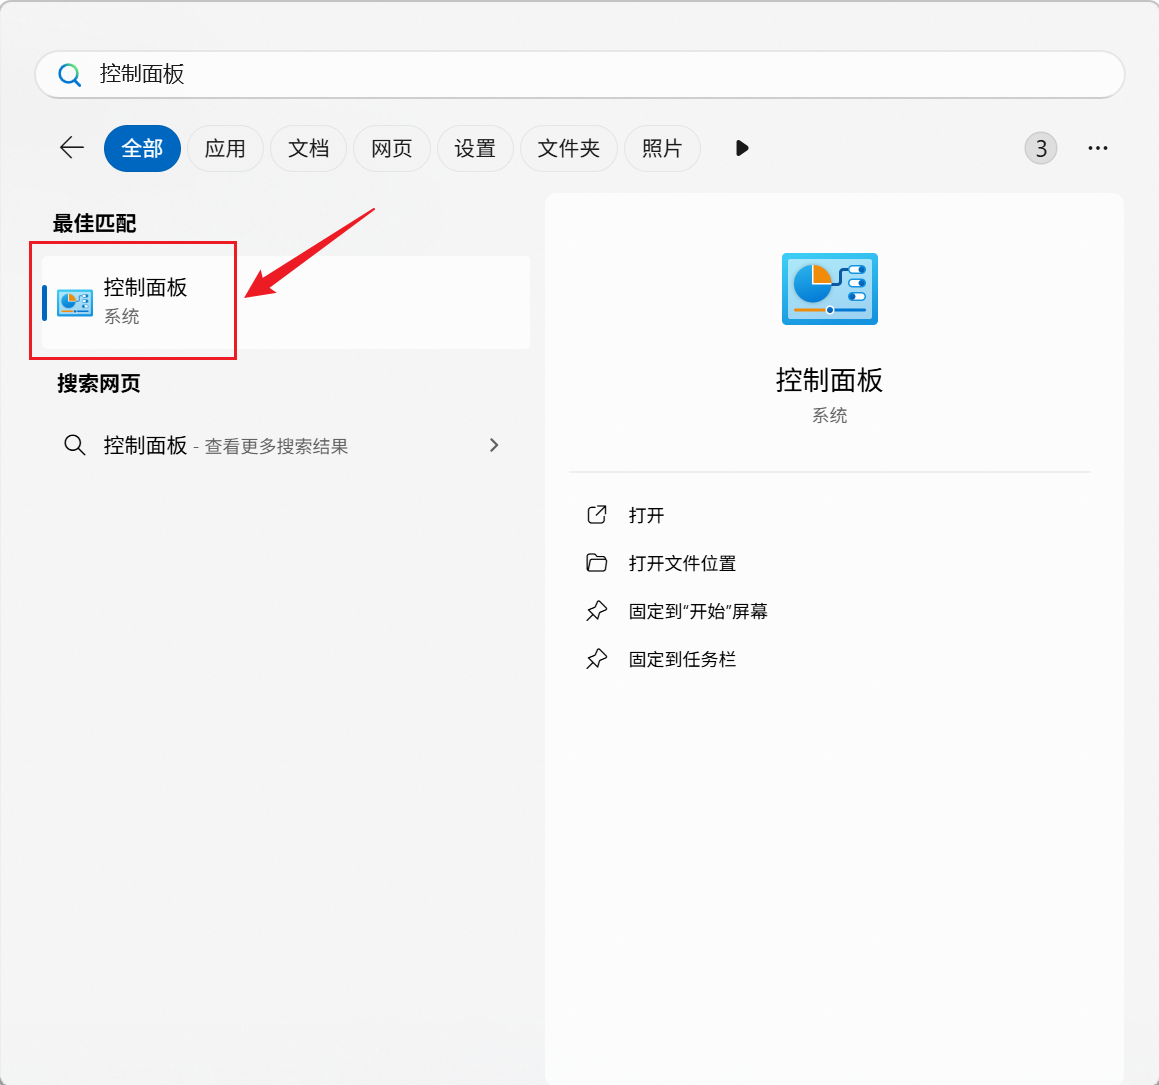 控制面板
全部 应用 文档 网页 设置 文件夹 照片 3
最佳匹配
控制面板
系统
搜索网页
控制面板 - 查看更多搜索结果
控制面板
系统
打开
打开文件位置
固定到“开始”屏幕
固定到任务栏